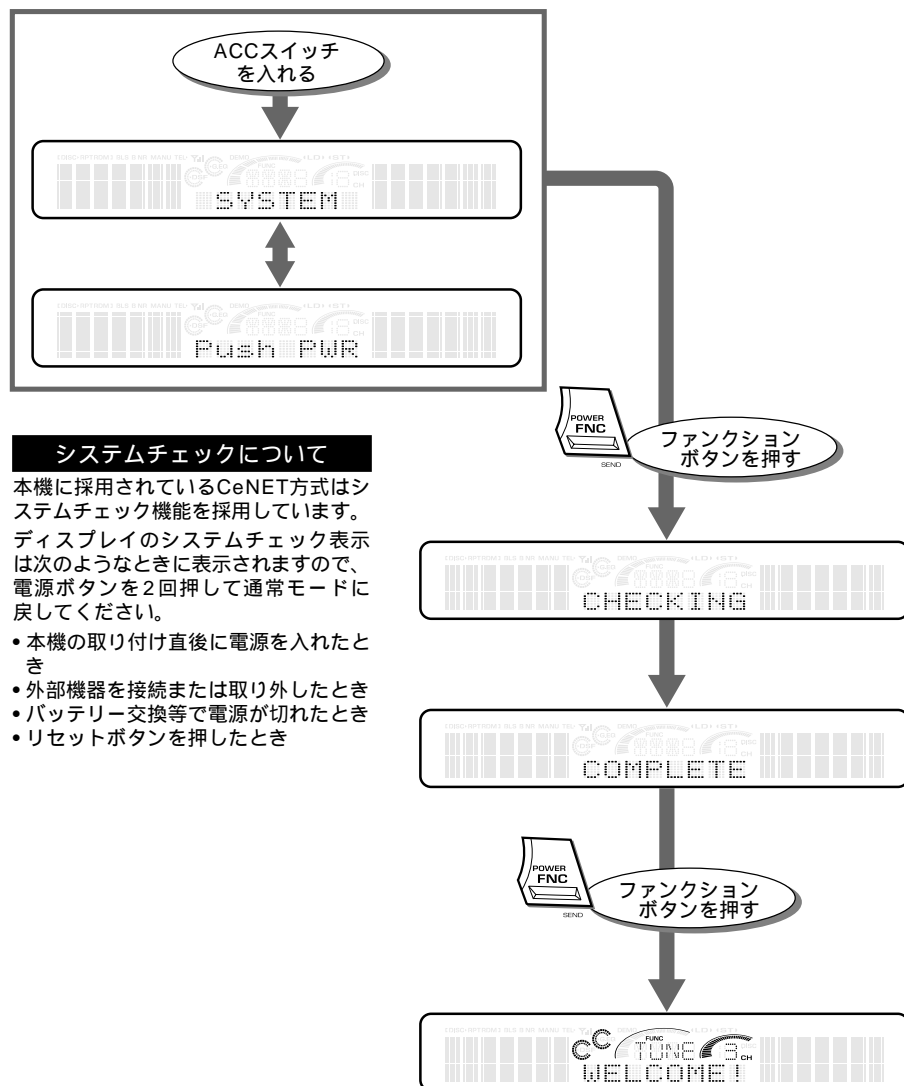 ACCスイッチ
を入れる
SYSTEM
Push PWR
POWER
FNC
SEND
ファンクション
ボタンを押す
システムチェックについて
本機に採用されているCeNET方式はシ
ステムチェック機能を採用しています。
ディスプレイのシステムチェック表示
は次のようなときに表示されますので、
電源ボタンを2回押して通常モードに
戻してください。
• 本機の取り付け直後に電源を入れたと
き
• 外部機器を接続または取り外したとき
• バッテリー交換等で電源が切れたとき
• リセットボタンを押したとき
CHECKING
COMPLETE
POWER
FNC
SEND
ファンクション
ボタンを押す
FUNC
TUNE 3 CH
WELCOME!